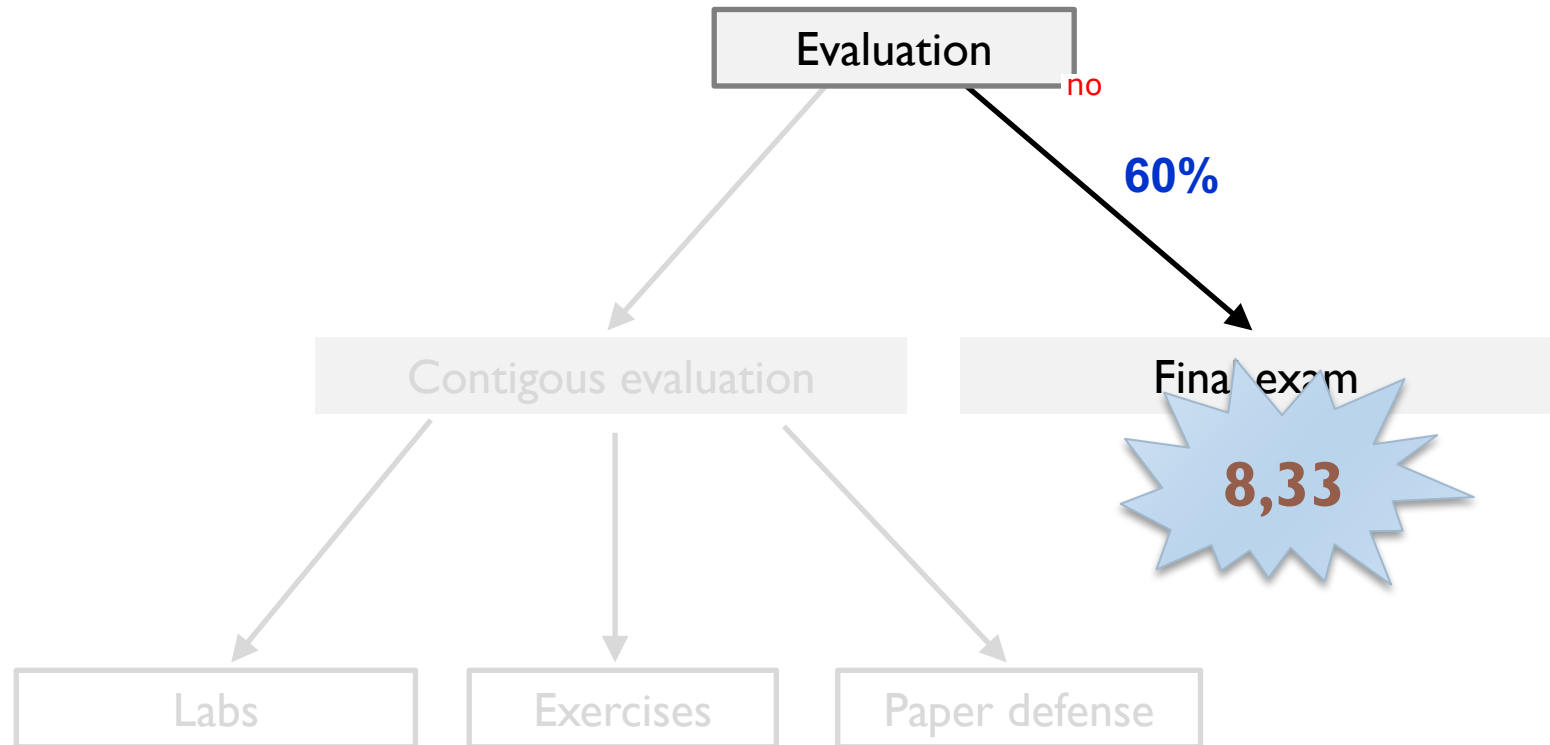 Evaluation
no
60%
Contigous evaluation
Final exam
8,33
Labs
Exercises
Paper defense